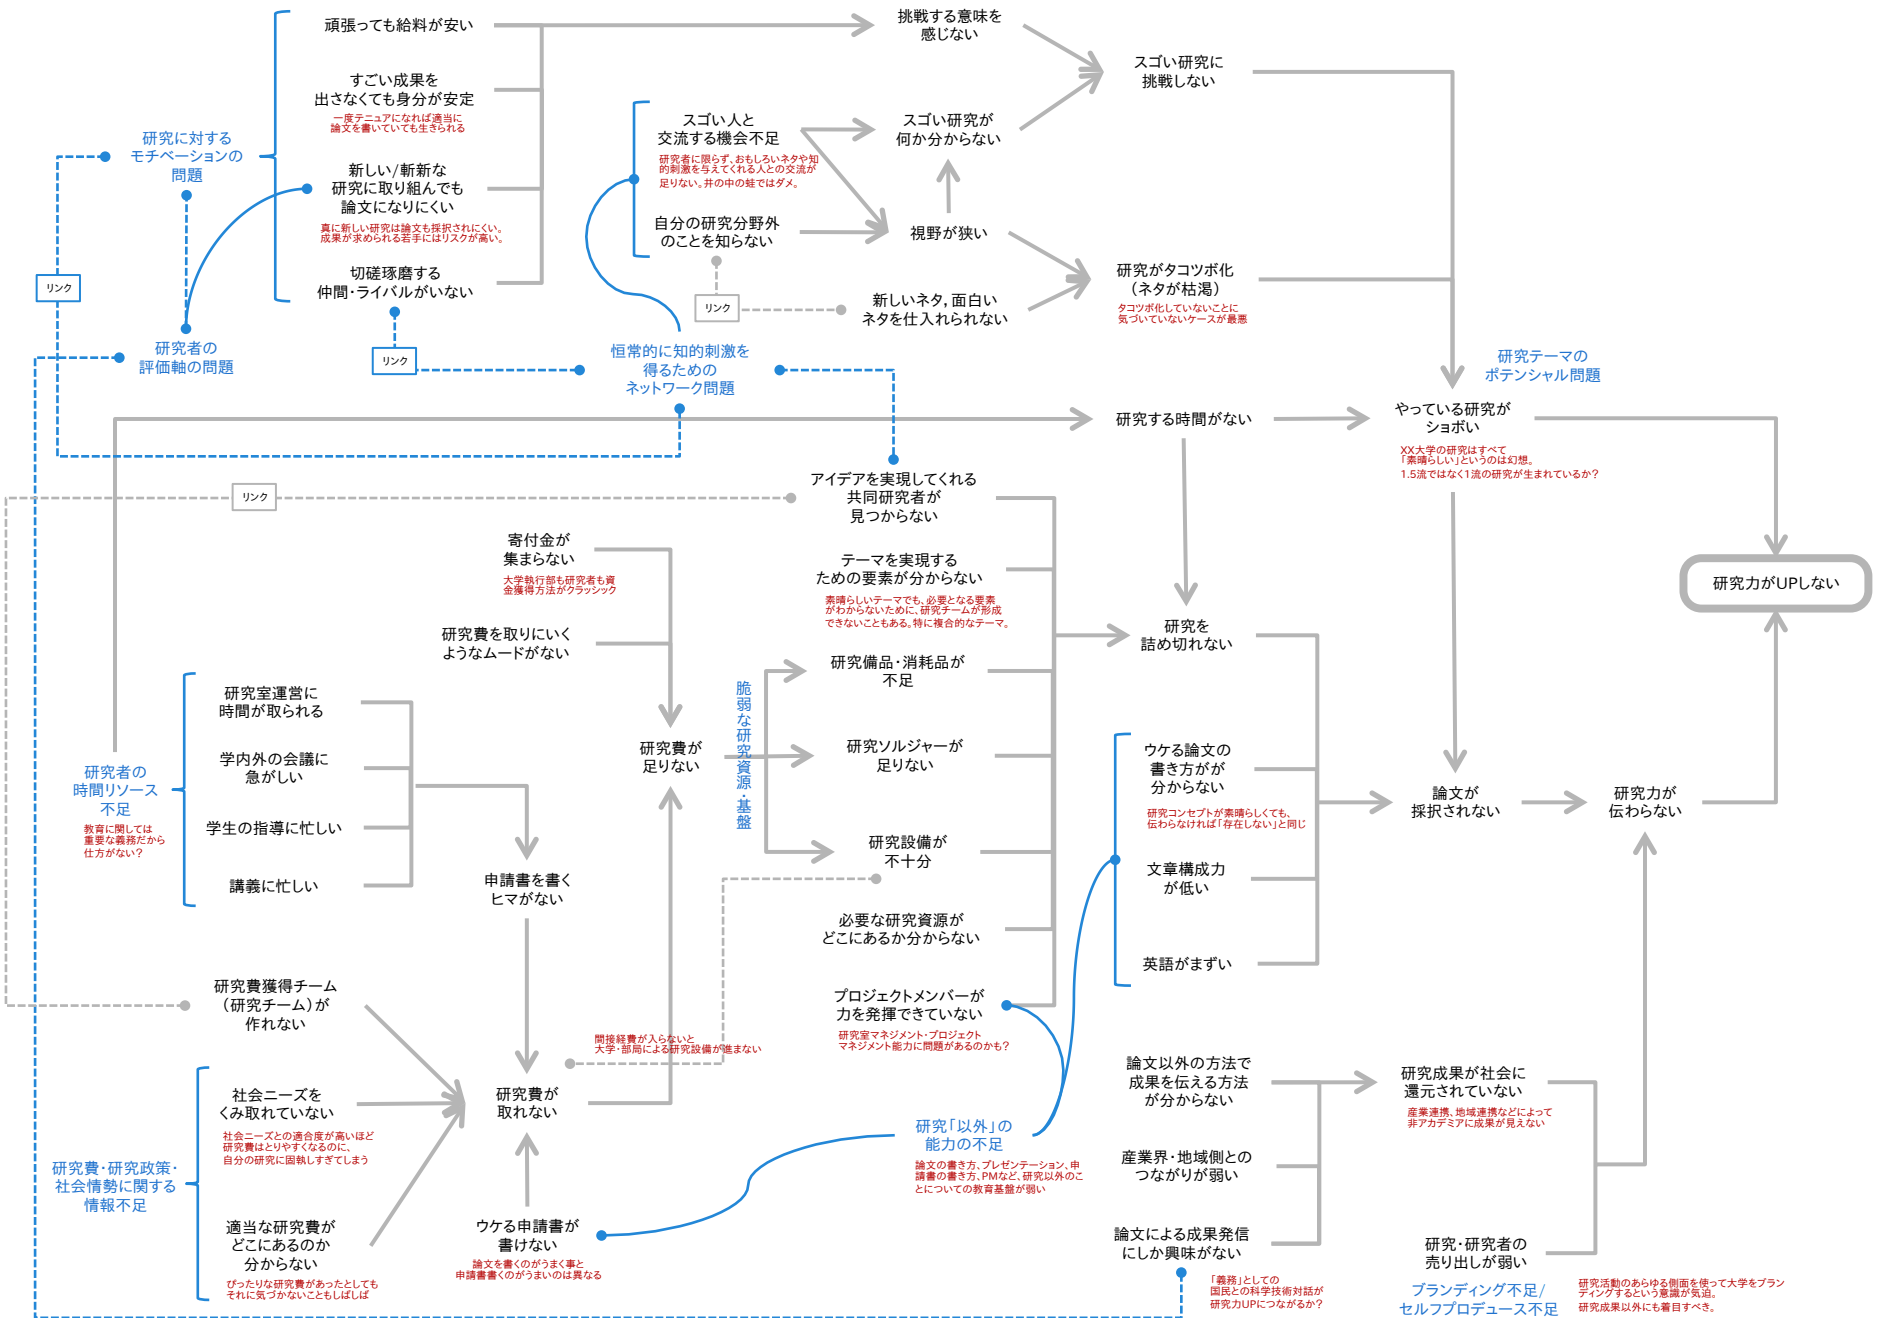 頑張っても給料が安い
すごい成果を
出さなくても身分が安定
一度テニュアになれば適当に
論文を書いていても生きられる
研究に対する
モチベーションの
問題
新しい/斬新な
研究に取り組んでも
論文になりにくい
真に新しい研究は論文も採択されにくい。
成果が求められる若手にはリスクが高い。
切磋琢磨する
仲間・ライバルがいない
リンク
リンク
研究者の
評価軸の問題
挑戦する意味を
感じない
スゴい研究に
挑戦しない
スゴい人と
交流する機会不足
研究者に限らず、おもしろいネタや知
的刺激を与えてくれる人との交流が
足りない。井の中の蛙ではダメ。
スゴい研究が
何か分からない
自分の研究分野外
のことを知らない
視野が狭い
リンク
新しいネタ,面白い
ネタを仕入れられない
研究がタコツボ化
（ネタが枯渇）
タコツボ化していないことに
気づいていないケースが最悪
恒常的に知的刺激を
得るための
ネットワーク問題
研究テーマの
ポテンシャル問題
研究する時間がない
やっている研究が
ショボい
XX大学の研究はすべて
「素晴らしい」というのは幻想。
1.5流ではなく1流の研究が生まれているか?
リンク
アイデアを実現してくれる
共同研究者が
見つからない
寄付金が
集まらない
大学執行部も研究者も資
金獲得方法がクラッシック
テーマを実現する
ための要素が分からない
素晴らしいテーマでも、必要となる要素
がわからないために、研究チームが形成
できないこともある。特に複合的なテーマ。
研究力がUPしない
研究費を取りにいく
ようなムードがない
研究を
詰め切れない
研究備品・消耗品が
不足
脆弱な研究資源・基盤
研究室運営に
時間が取られる
学内外の会議に
急がしい
研究者の
時間リソース
不足
教育に関しては
重要な義務だから
仕方がない?
学生の指導に忙しい
講義に忙しい
研究費が
足りない
研究ソルジャーが
足りない
ウケる論文の
書き方がが
分からない
研究コンセプトが素晴らしくても、
伝わらなければ「存在しない」と同じ
論文が
採択されない
研究力が
伝わらない
研究設備が
不十分
申請書を書く
ヒマがない
文章構成力
が低い
必要な研究資源が
どこにあるか分からない
英語がまずい
研究費獲得チーム
（研究チーム）が
作れない
プロジェクトメンバーが
力を発揮できていない
研究室マネジメント・プロジェクト
マネジメント能力に問題があるのかも?
間接経費が入らないと
大学・部局による研究設備が進まない
論文以外の方法で
成果を伝える方法
が分からない
研究成果が社会に
還元されていない
産業連携、地域連携などによって
非アカデミアに成果が見えない
社会ニーズを
くみ取れていない
社会ニーズとの適合度が高いほど
研究費はとりやすくなるのに、
自分の研究に固執しすぎてしまう
研究費が
取れない
研究「以外」の
能力の不足
論文の書き方、プレゼンテーション、申
請書の書き方、PMなど、研究以外のこ
とについての教育基盤が弱い
産業界・地域側との
つながりが弱い
研究費・研究政策・
社会情勢に関する
情報不足
適当な研究費が
どこにあるのか
分からない
ぴったりな研究費があったとしても
それに気づかないこともしばしば
ウケる申請書が
書けない
論文を書くのがうまく事と
申請書書くのがうまいのは異なる
論文による成果発信
にしか興味がない
「義務」としての
国民との科学技術対話が
研究力UPにつながるか?
研究・研究者の
売り出しが弱い
ブランディング不足/
セルフプロデュース不足
研究活動のあらゆる側面を使って大学をブラン
ディングするという意識が気迫。
研究成果以外にも着目すべき。